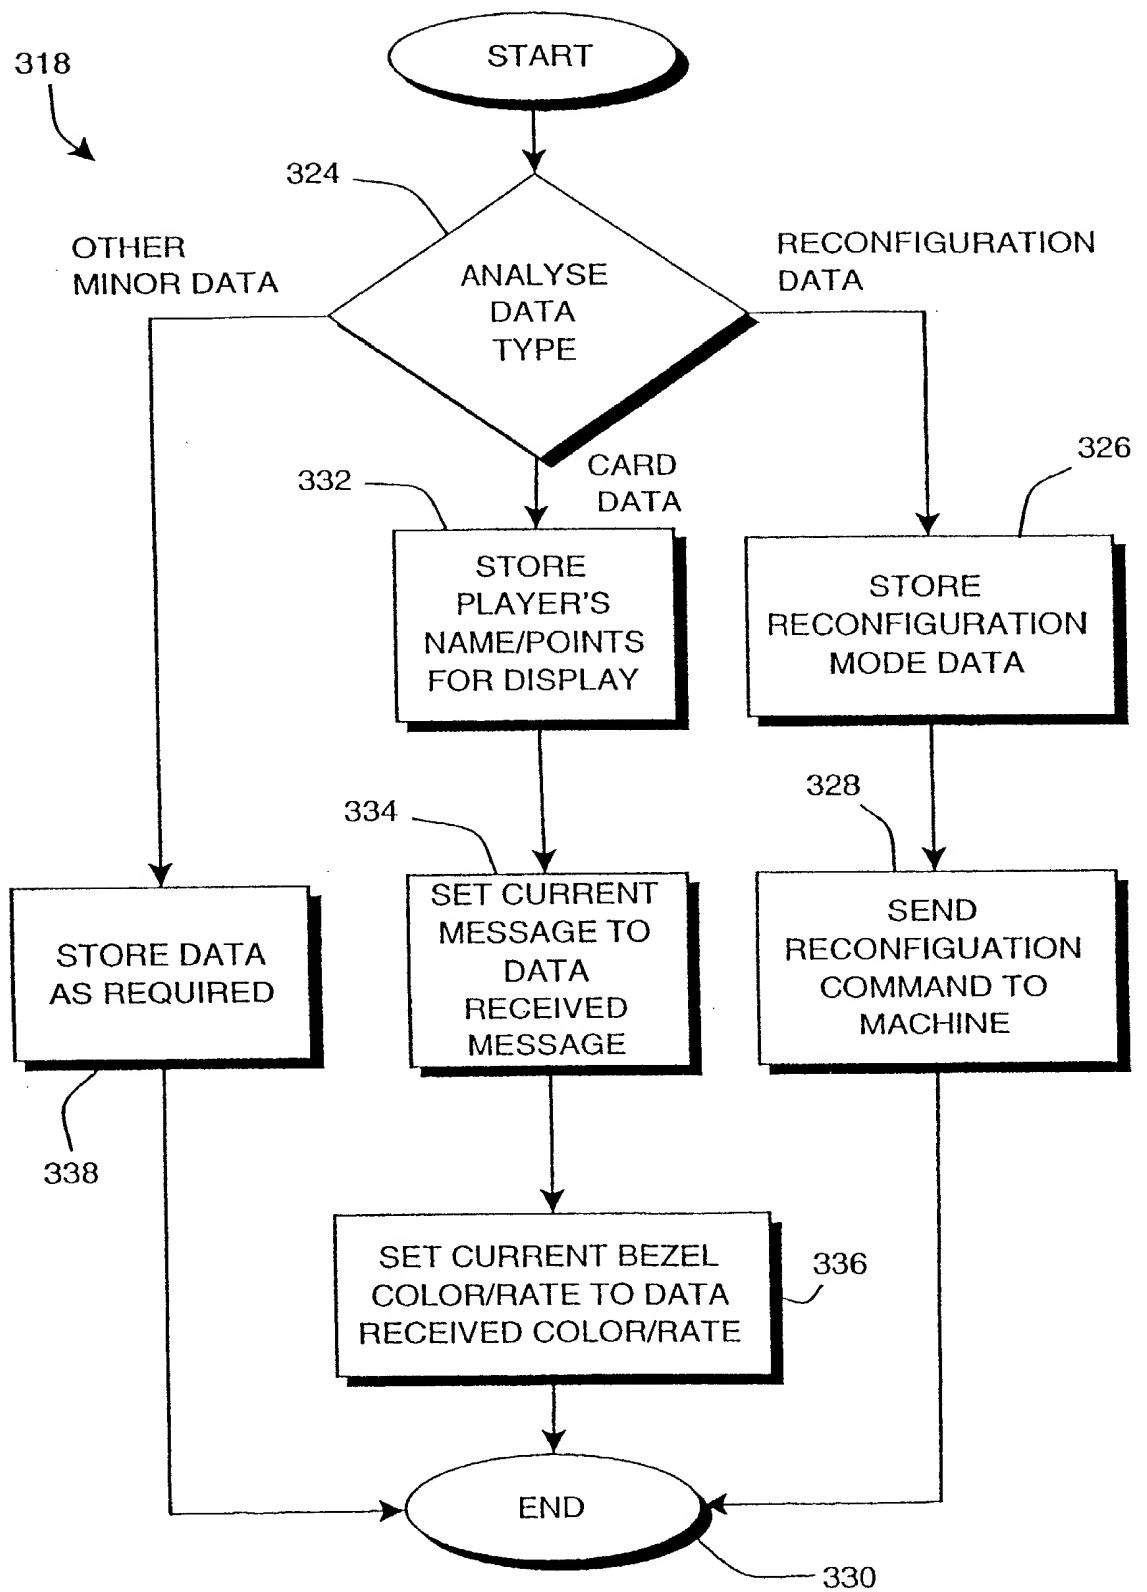 START
318
324
OTHER
MINOR DATA
RECONFIGURATION
DATA
ANALYSE
DATA
TYPE
CARD
DATA
332
326
STORE
PLAYER'S
NAME/POINTS
FOR DISPLAY
STORE
RECONFIGURATION
MODE DATA
334
328
SET CURRENT
MESSAGE TO
DATA
RECEIVED
MESSAGE
SEND
RECONFIGUATION
COMMAND TO
MACHINE
STORE DATA
AS REQUIRED
338
SET CURRENT BEZEL
COLOR/RATE TO DATA
RECEIVED COLOR/RATE
336
END
330